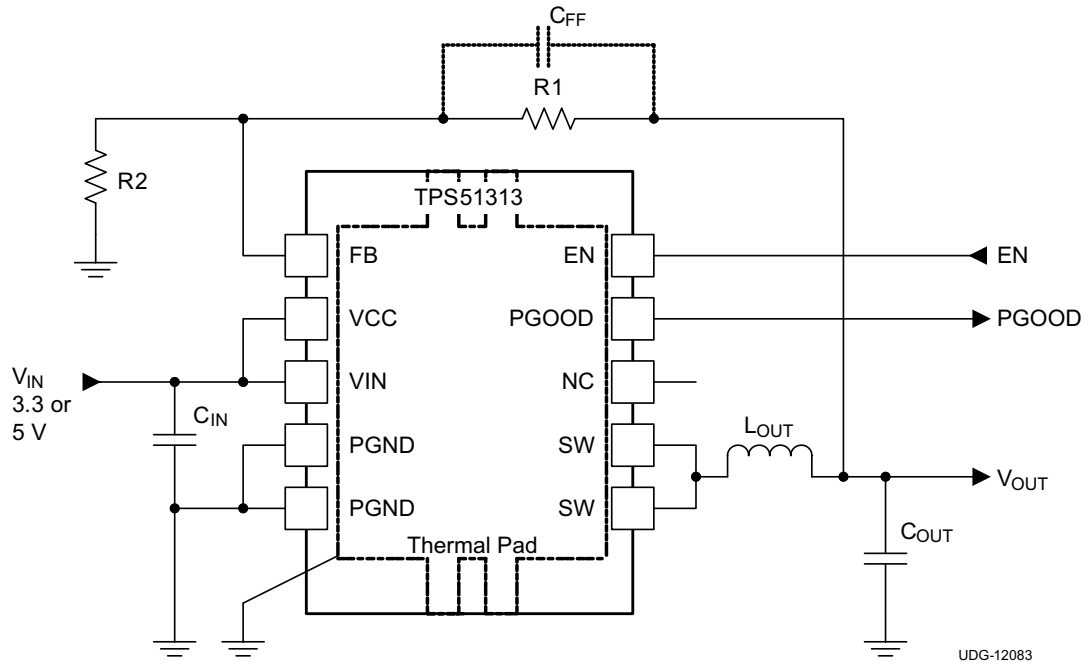 CFF
R1
R2
TPS51313
FB
EN
EN
VCC
PGOOD
PGOOD
VIN
3.3 or
5 V
CIN
VIN
NC
PGND
SW
LOUT
VOUT
PGND
SW
COUT
Thermal Pad
UDG-12083